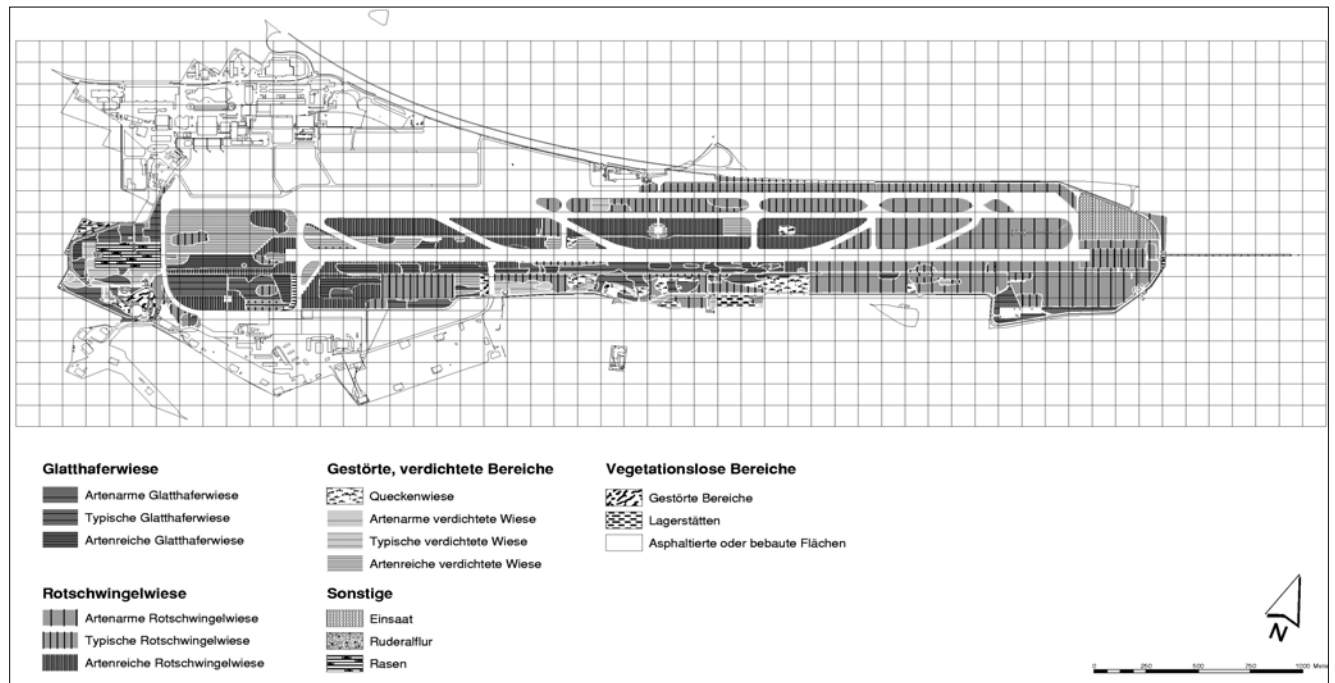 Glatthaferwiese
Artenarme Glatthaferwiese
Typische Glatthaferwiese
Artenreiche Glatthaferwiese
Rotschwingelwiese
Artenarme Rotschwingelwiese
Typische Rotschwingelwiese
Artenreiche Rotschwingelwiese
Gestörte, verdichtete Bereiche
Queckenwiese
Artenarme verdichtete Wiese
Typische verdichtete Wiese
Artenreiche verdichtete Wiese
Sonstige
Einsaat
Ruderalflur
Rasen
Vegetationslose Bereiche
Gestörte Bereiche
Lagerstätten
Asphaltierte oder bebaute Flächen
N
0 250 500 750 1000 Mete